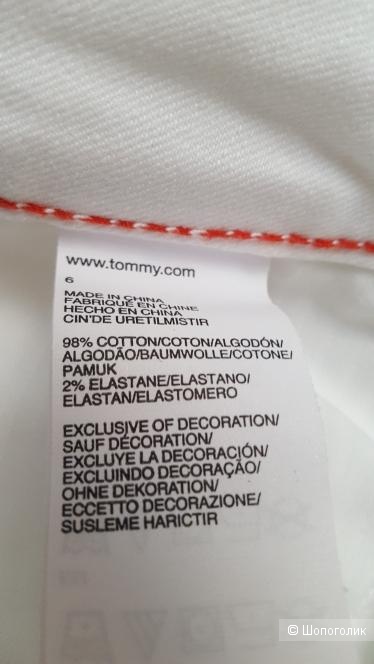 www.tommy.com
6
MADE IN CHINA
FABRIQUÉ EN CHINE
HECHO EN CHINA
CIN'DE URETILMISTIR
98% COTTON/COTON/ALGODÓN/
ALGODÃO/BAUMWOLLE/COTONE/
PAMUK
2% ELASTANE/ELASTANO/
ELASTAN/ELASTOMERO
EXCLUSIVE OF DECORATION/
SAUF DÉCORATION/
EXCLUYE LA DECORACIÓN/
EXCLUINDO DECORAÇÃO/
OHNE DEKORATION/
ECCETTO DECORAZIONE/
SUSLEME HARICTIR
© Шопоголик